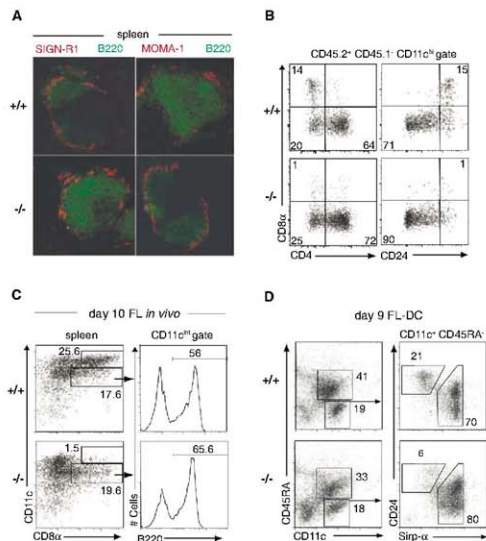 A
spleen
SIGN-R1 B220 MOMA-1 B220
+/+
-/-
B
CD45.2+ CD45.1- CD11chi gate
14 15
+/+
20 64 71
1 1
-/-
25 72 90
CD8α
CD4 CD24
C
day 10 FL in vivo
spleen CD11cint gate
25.6 56
+/+
17.6
1.5 65.6
-/-
19.6
CD11c
# Cells
CD8α B220
D
day 9 FL-DC
CD11c+ CD45RA-
21
+/+
41
19
70
6
-/-
33
18
80
CD45RA
CD24
CD11c Sirp-α